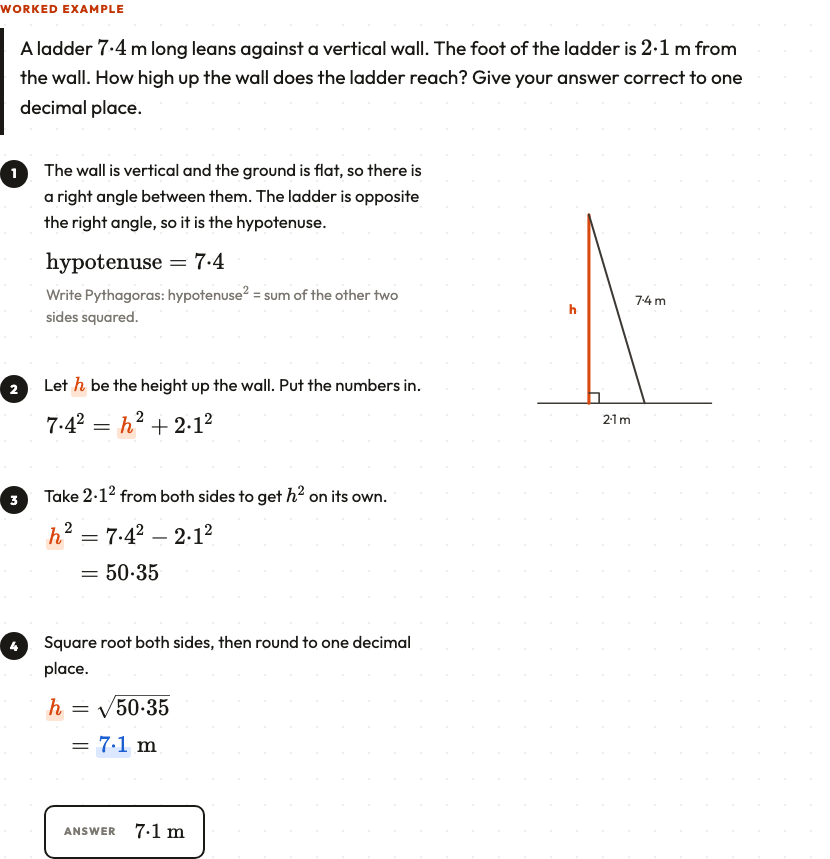 WORKED EXAMPLE
A ladder 7·4 m long leans against a vertical wall. The foot of the ladder is 2·1 m from
the wall. How high up the wall does the ladder reach? Give your answer correct to one
decimal place.
1
The wall is vertical and the ground is flat, so there is
a right angle between them. The ladder is opposite
the right angle, so it is the hypotenuse.
hypotenuse = 7·4
Write Pythagoras: hypotenuse² = sum of the other two
sides squared.
2
Let h be the height up the wall. Put the numbers in.
7·4² = h² + 2·1²
3
Take 2·1² from both sides to get h² on its own.
h² = 7·4² − 2·1²
= 50·35
4
Square root both sides, then round to one decimal
place.
h = √50·35
= 7·1 m
ANSWER 7·1 m
h
7·4 m
2·1 m